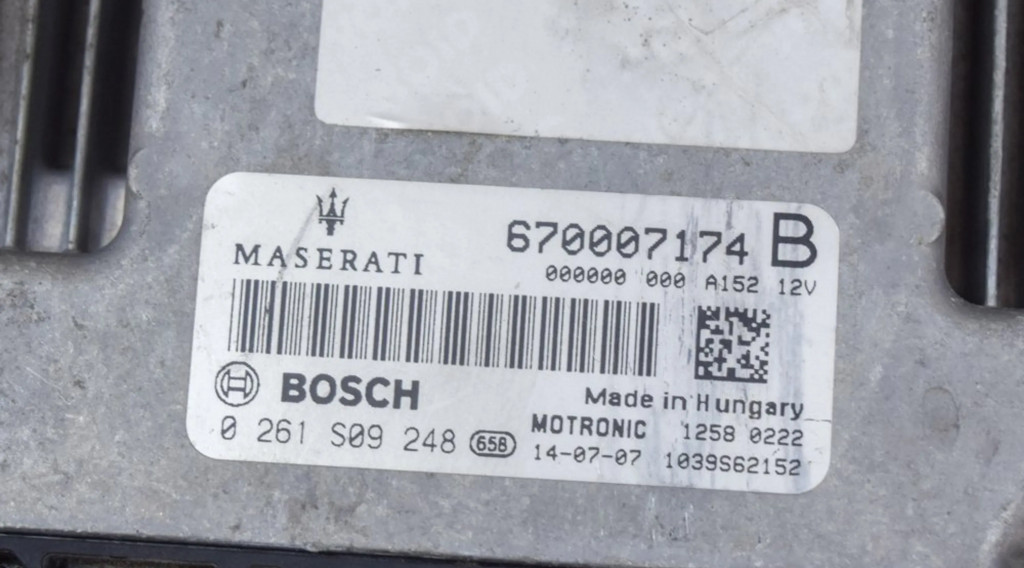 MASERATI
670007174 B
000000 000 A152 12V
BOSCH
Made in Hungary
0 261 S09 248 658
MOTRONIC 1258 0222
14-07-07 1039S62152